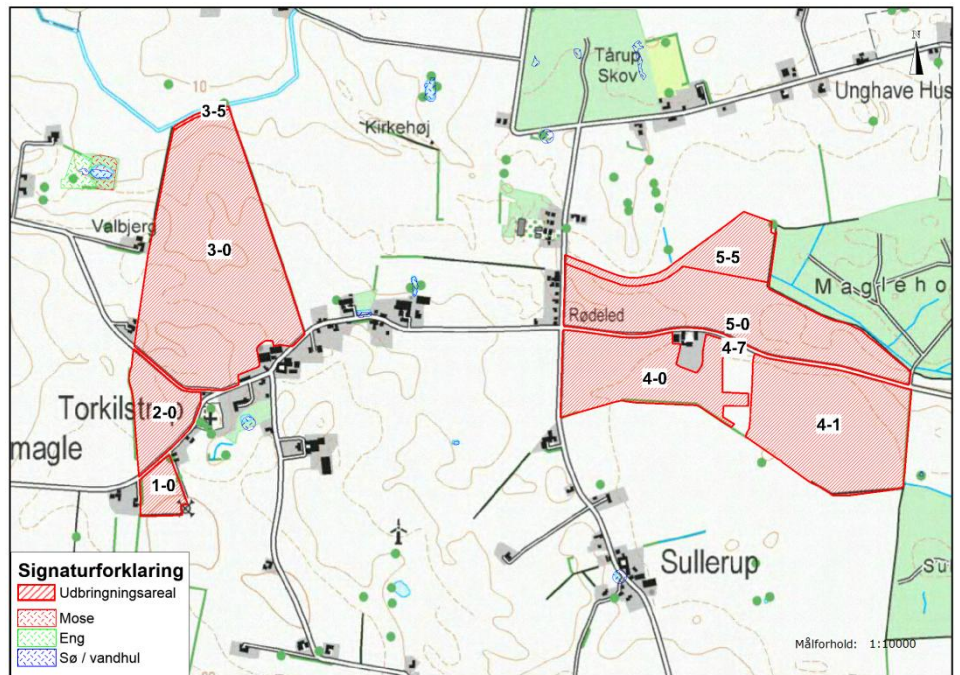 10
3-5
Tårup
Skov
N
Unghave Hus
Kirkehøj
Valbjerg
3-0
5-5
Magleho
Rødeled
5-0
4-7
4-0
2-0
Torkilstrup
magle
4-1
1-0
Sullerup
Su
Signaturforklaring
Udbringningsareal
Mose
Eng
Sø / vandhul
Målforhold: 1:10000